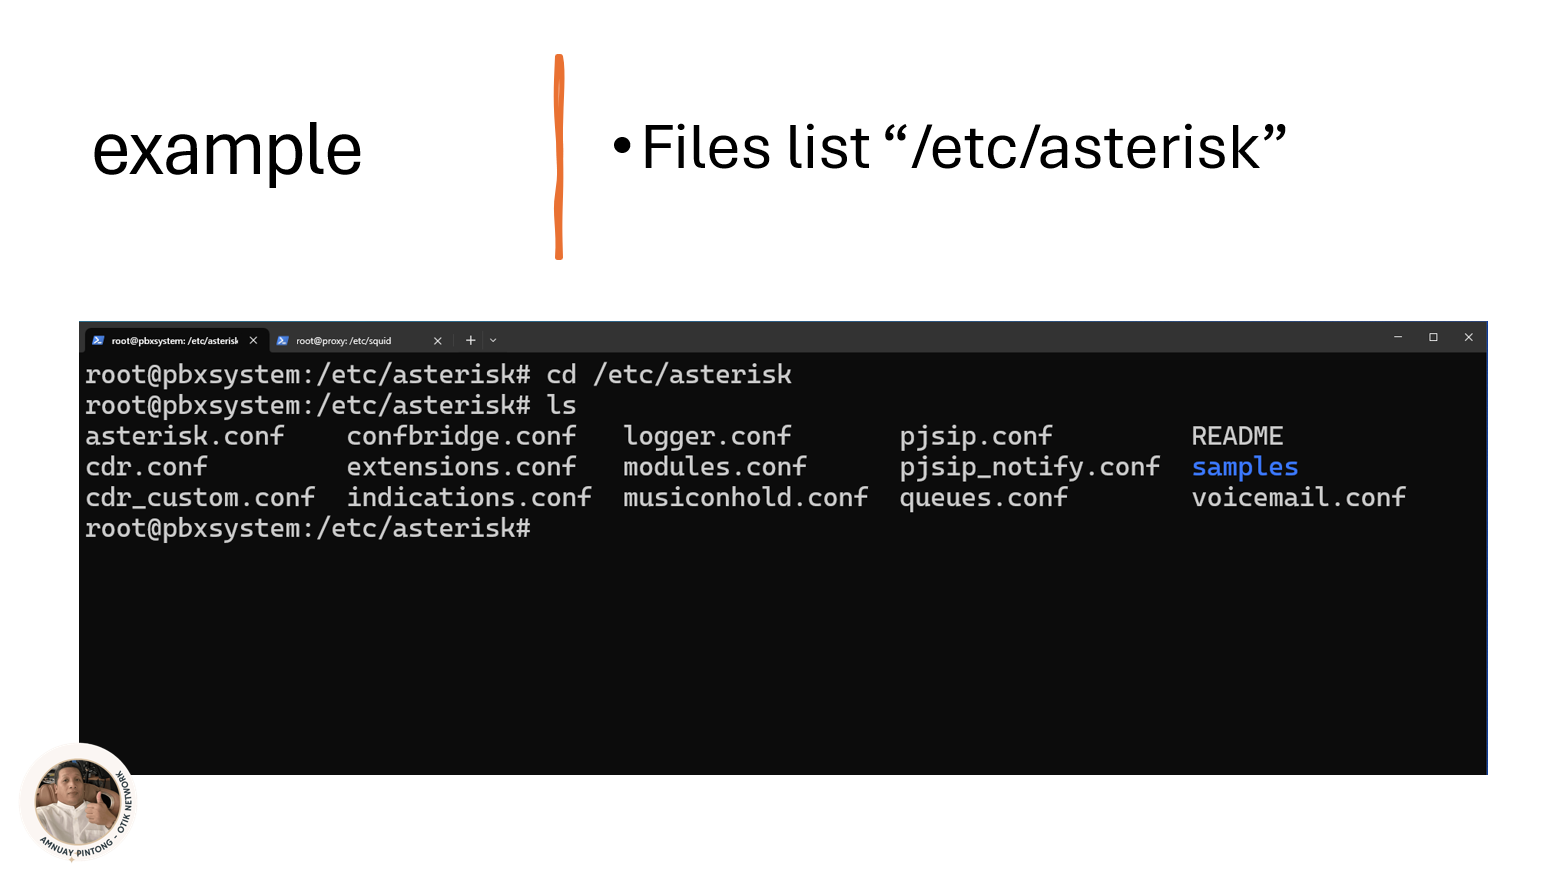 example
•Files list “/etc/asterisk”
root@pbxsystem: /etc/asterisk
root@proxy: /etc/squid
root@pbxsystem:/etc/asterisk# cd /etc/asterisk
root@pbxsystem:/etc/asterisk# ls
asterisk.conf confbridge.conf logger.conf pjsip.conf README
cdr.conf extensions.conf modules.conf pjsip_notify.conf samples
cdr_custom.conf indications.conf musiconhold.conf queues.conf voicemail.conf
root@pbxsystem:/etc/asterisk#
AMNUAY PINTONG - OTIK NETWORK